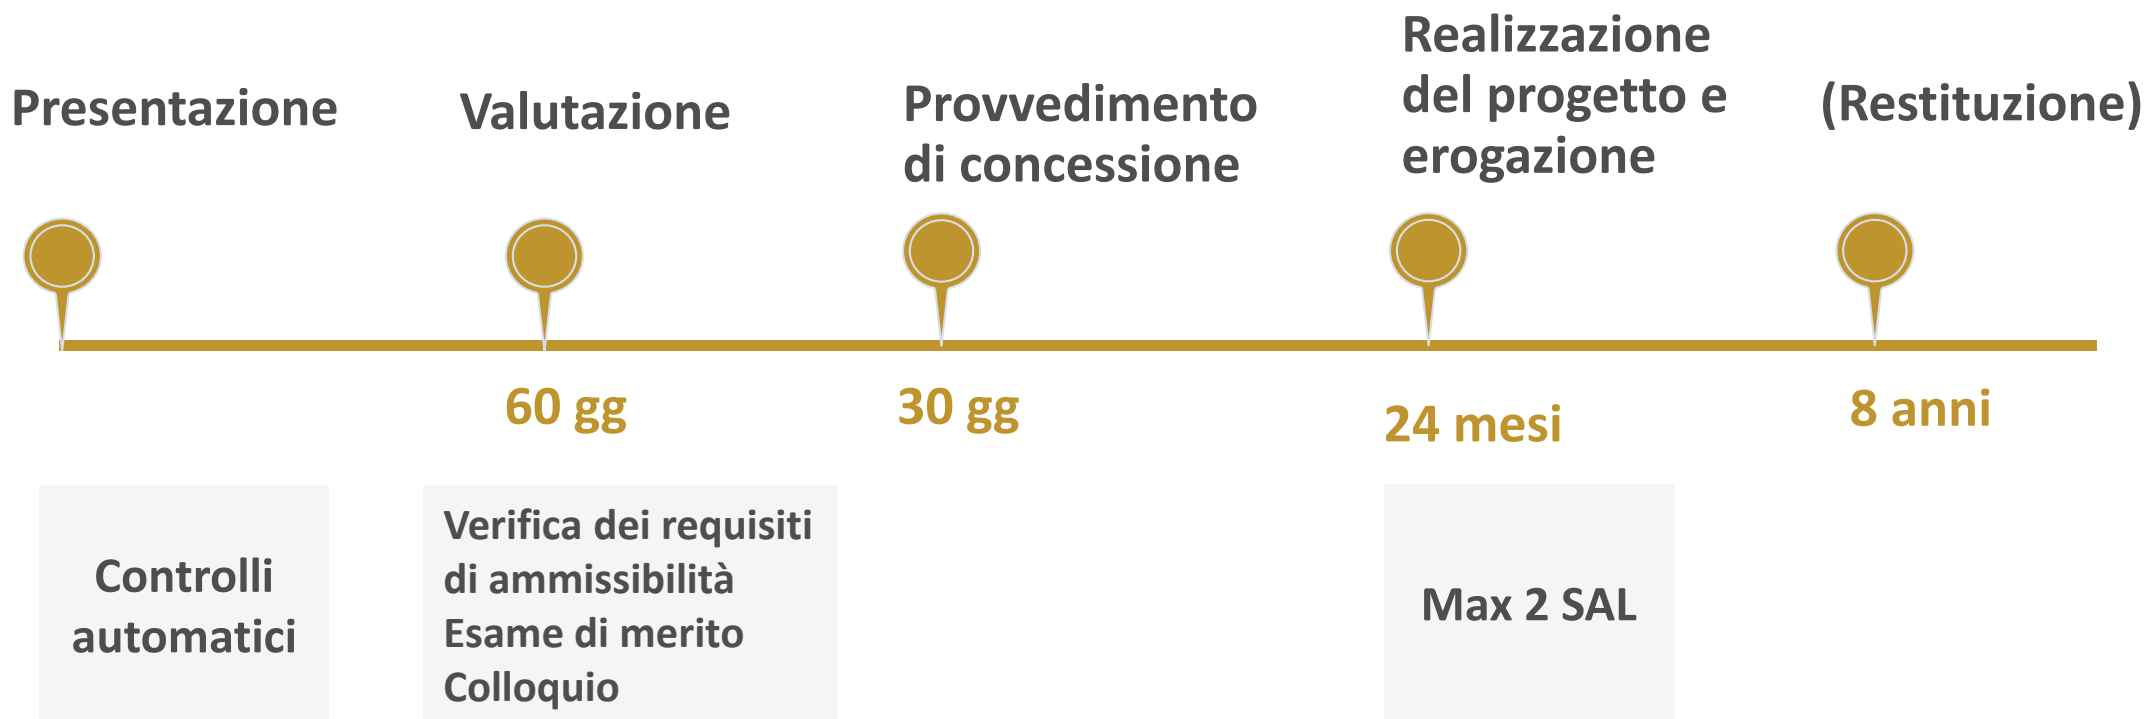 Presentazione
Valutazione
Provvedimento
di concessione
Realizzazione
del progetto e
erogazione
(Restituzione)
60 gg
30 gg
24 mesi
8 anni
Controlli
automatici
Verifica dei requisiti
di ammissibilità
Esame di merito
Colloquio
Max 2 SAL